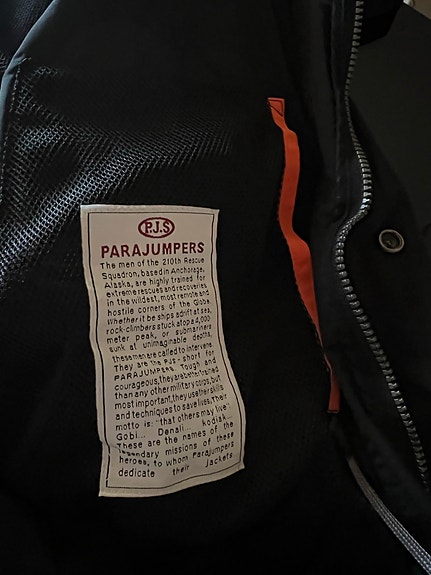 P.J.S
PARAJUMPERS
The men of the 210th Rescue
Squadron, based in Anchorage,
Alaska, are highly trained for
extreme rescues and recoveries
in the wildest, most remote and
hostile corners of the Globe.
Whether it be ships adrift at sea,
rock-climbers stuck atop a 4,000
meter peak, or submariners
sunk at unimaginable depths,
these men are called to intervene.
They are the PJs - short for
PARAJUMPERS. Tough and
courageous, they are better trained
than any other military corps, but
most important, they use their skills
and techniques to save lives. Their
motto is: "that others may live"
Gobi... Denali... kodiak...
These are the names of the
legendary missions of these
heroes, to whom Parajumpers
dedicate their Jackets